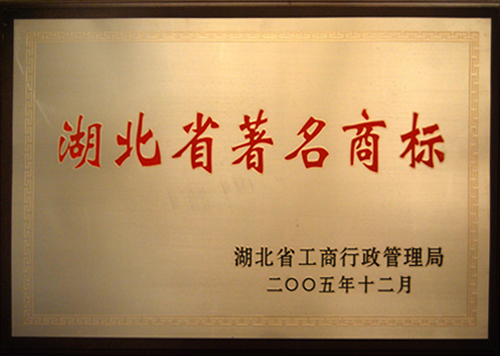 湖北省著名商标
湖北省工商行政管理局
二〇〇五年十二月